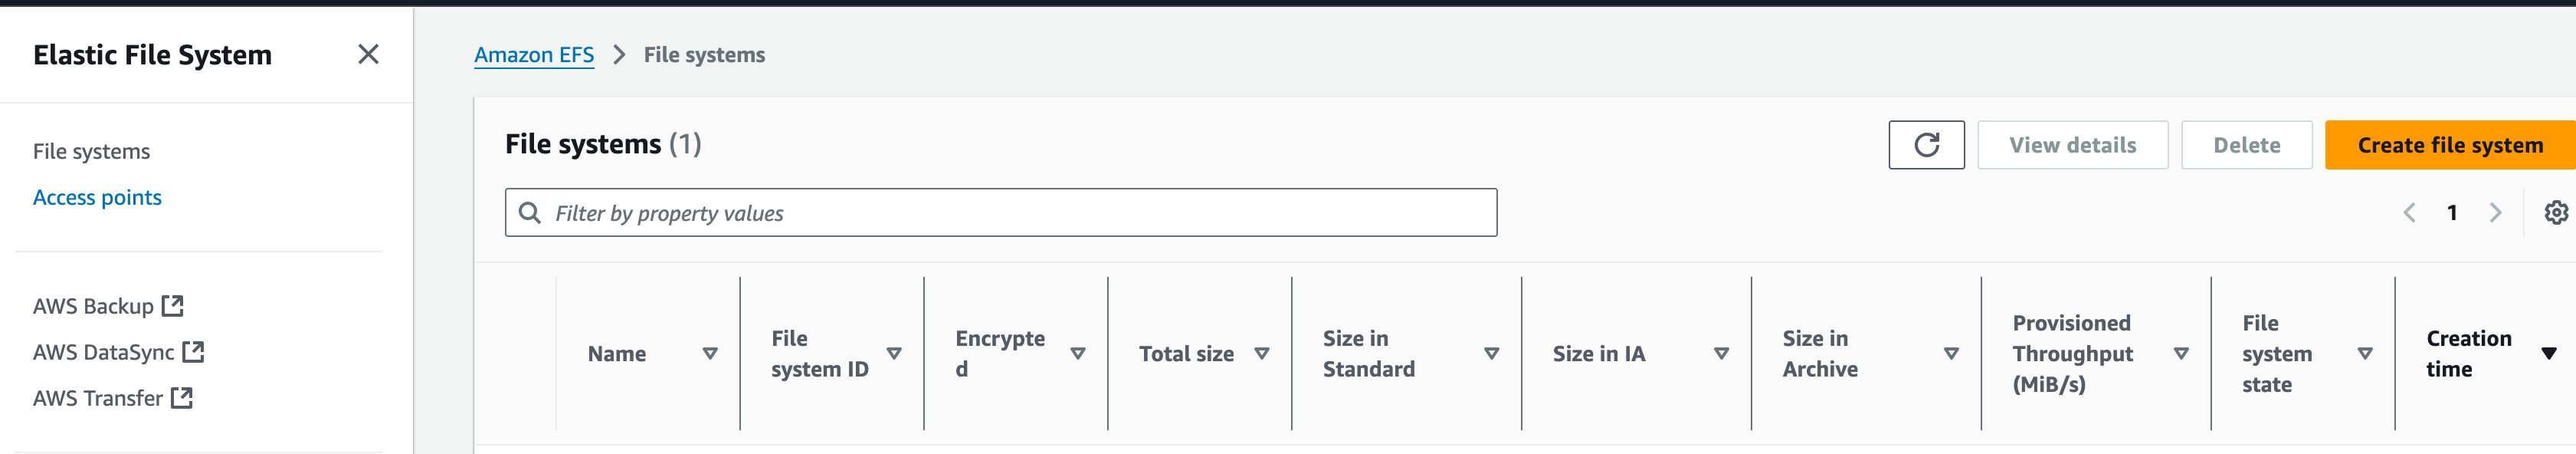 Elastic File System
File systems
Access points
AWS Backup
AWS DataSync
AWS Transfer
Amazon EFS > File systems
File systems (1)
View details
Delete
Create file system
Filter by property values
1
Name
File
system ID
Encrypte
d
Total size
Size in
Standard
Size in IA
Size in
Archive
Provisioned
Throughput
(MiB/s)
File
system
state
Creation
time